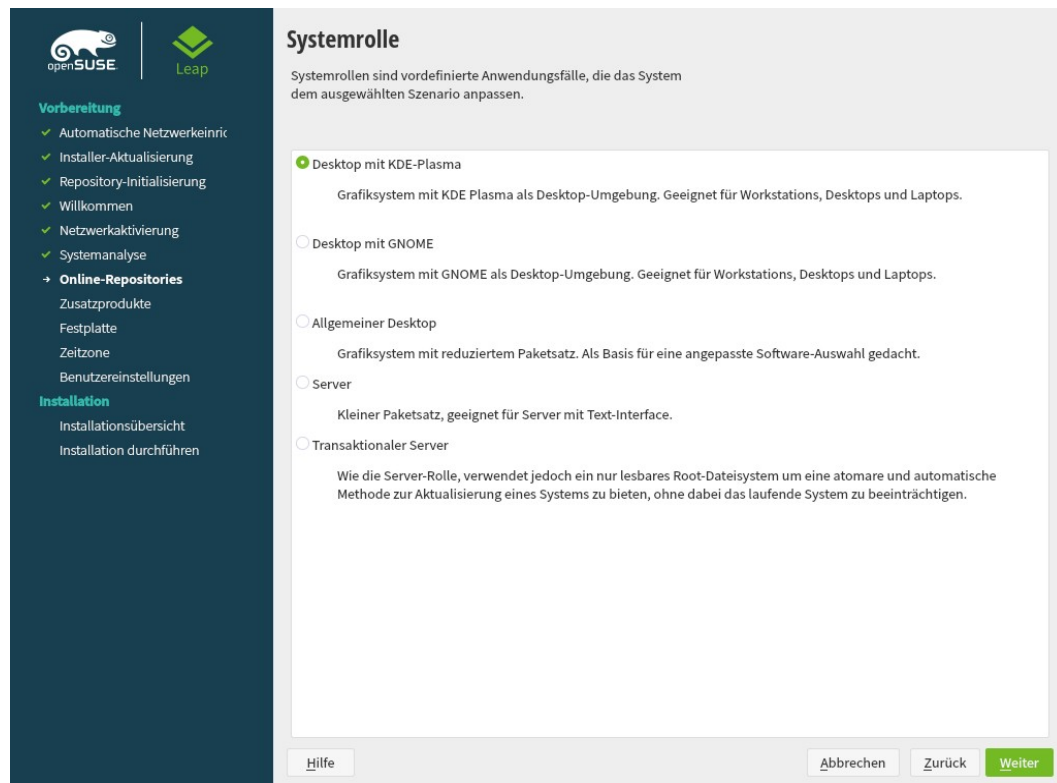 openSUSE
Leap
Vorbereitung
Automatische Netzwerkeinric
Installer-Aktualisierung
Repository-Initialisierung
Willkommen
Netzwerkaktivierung
Systemanalyse
Online-Repositories
Zusatzprodukte
Festplatte
Zeitzone
Benutzereinstellungen
Installation
Installationsübersicht
Installation durchführen
Systemrolle
Systemrollen sind vordefinierte Anwendungsfälle, die das System
dem ausgewählten Szenario anpassen.
Desktop mit KDE-Plasma
Grafiksystem mit KDE Plasma als Desktop-Umgebung. Geeignet für Workstations, Desktops und Laptops.
Desktop mit GNOME
Grafiksystem mit GNOME als Desktop-Umgebung. Geeignet für Workstations, Desktops und Laptops.
Allgemeiner Desktop
Grafiksystem mit reduziertem Paketsatz. Als Basis für eine angepasste Software-Auswahl gedacht.
Server
Kleiner Paketsatz, geeignet für Server mit Text-Interface.
Transaktionaler Server
Wie die Server-Rolle, verwendet jedoch ein nur lesbares Root-Dateisystem um eine atomare und automatische
Methode zur Aktualisierung eines Systems zu bieten, ohne dabei das laufende System zu beeinträchtigen.
Hilfe
Abbrechen
Zurück
Weiter